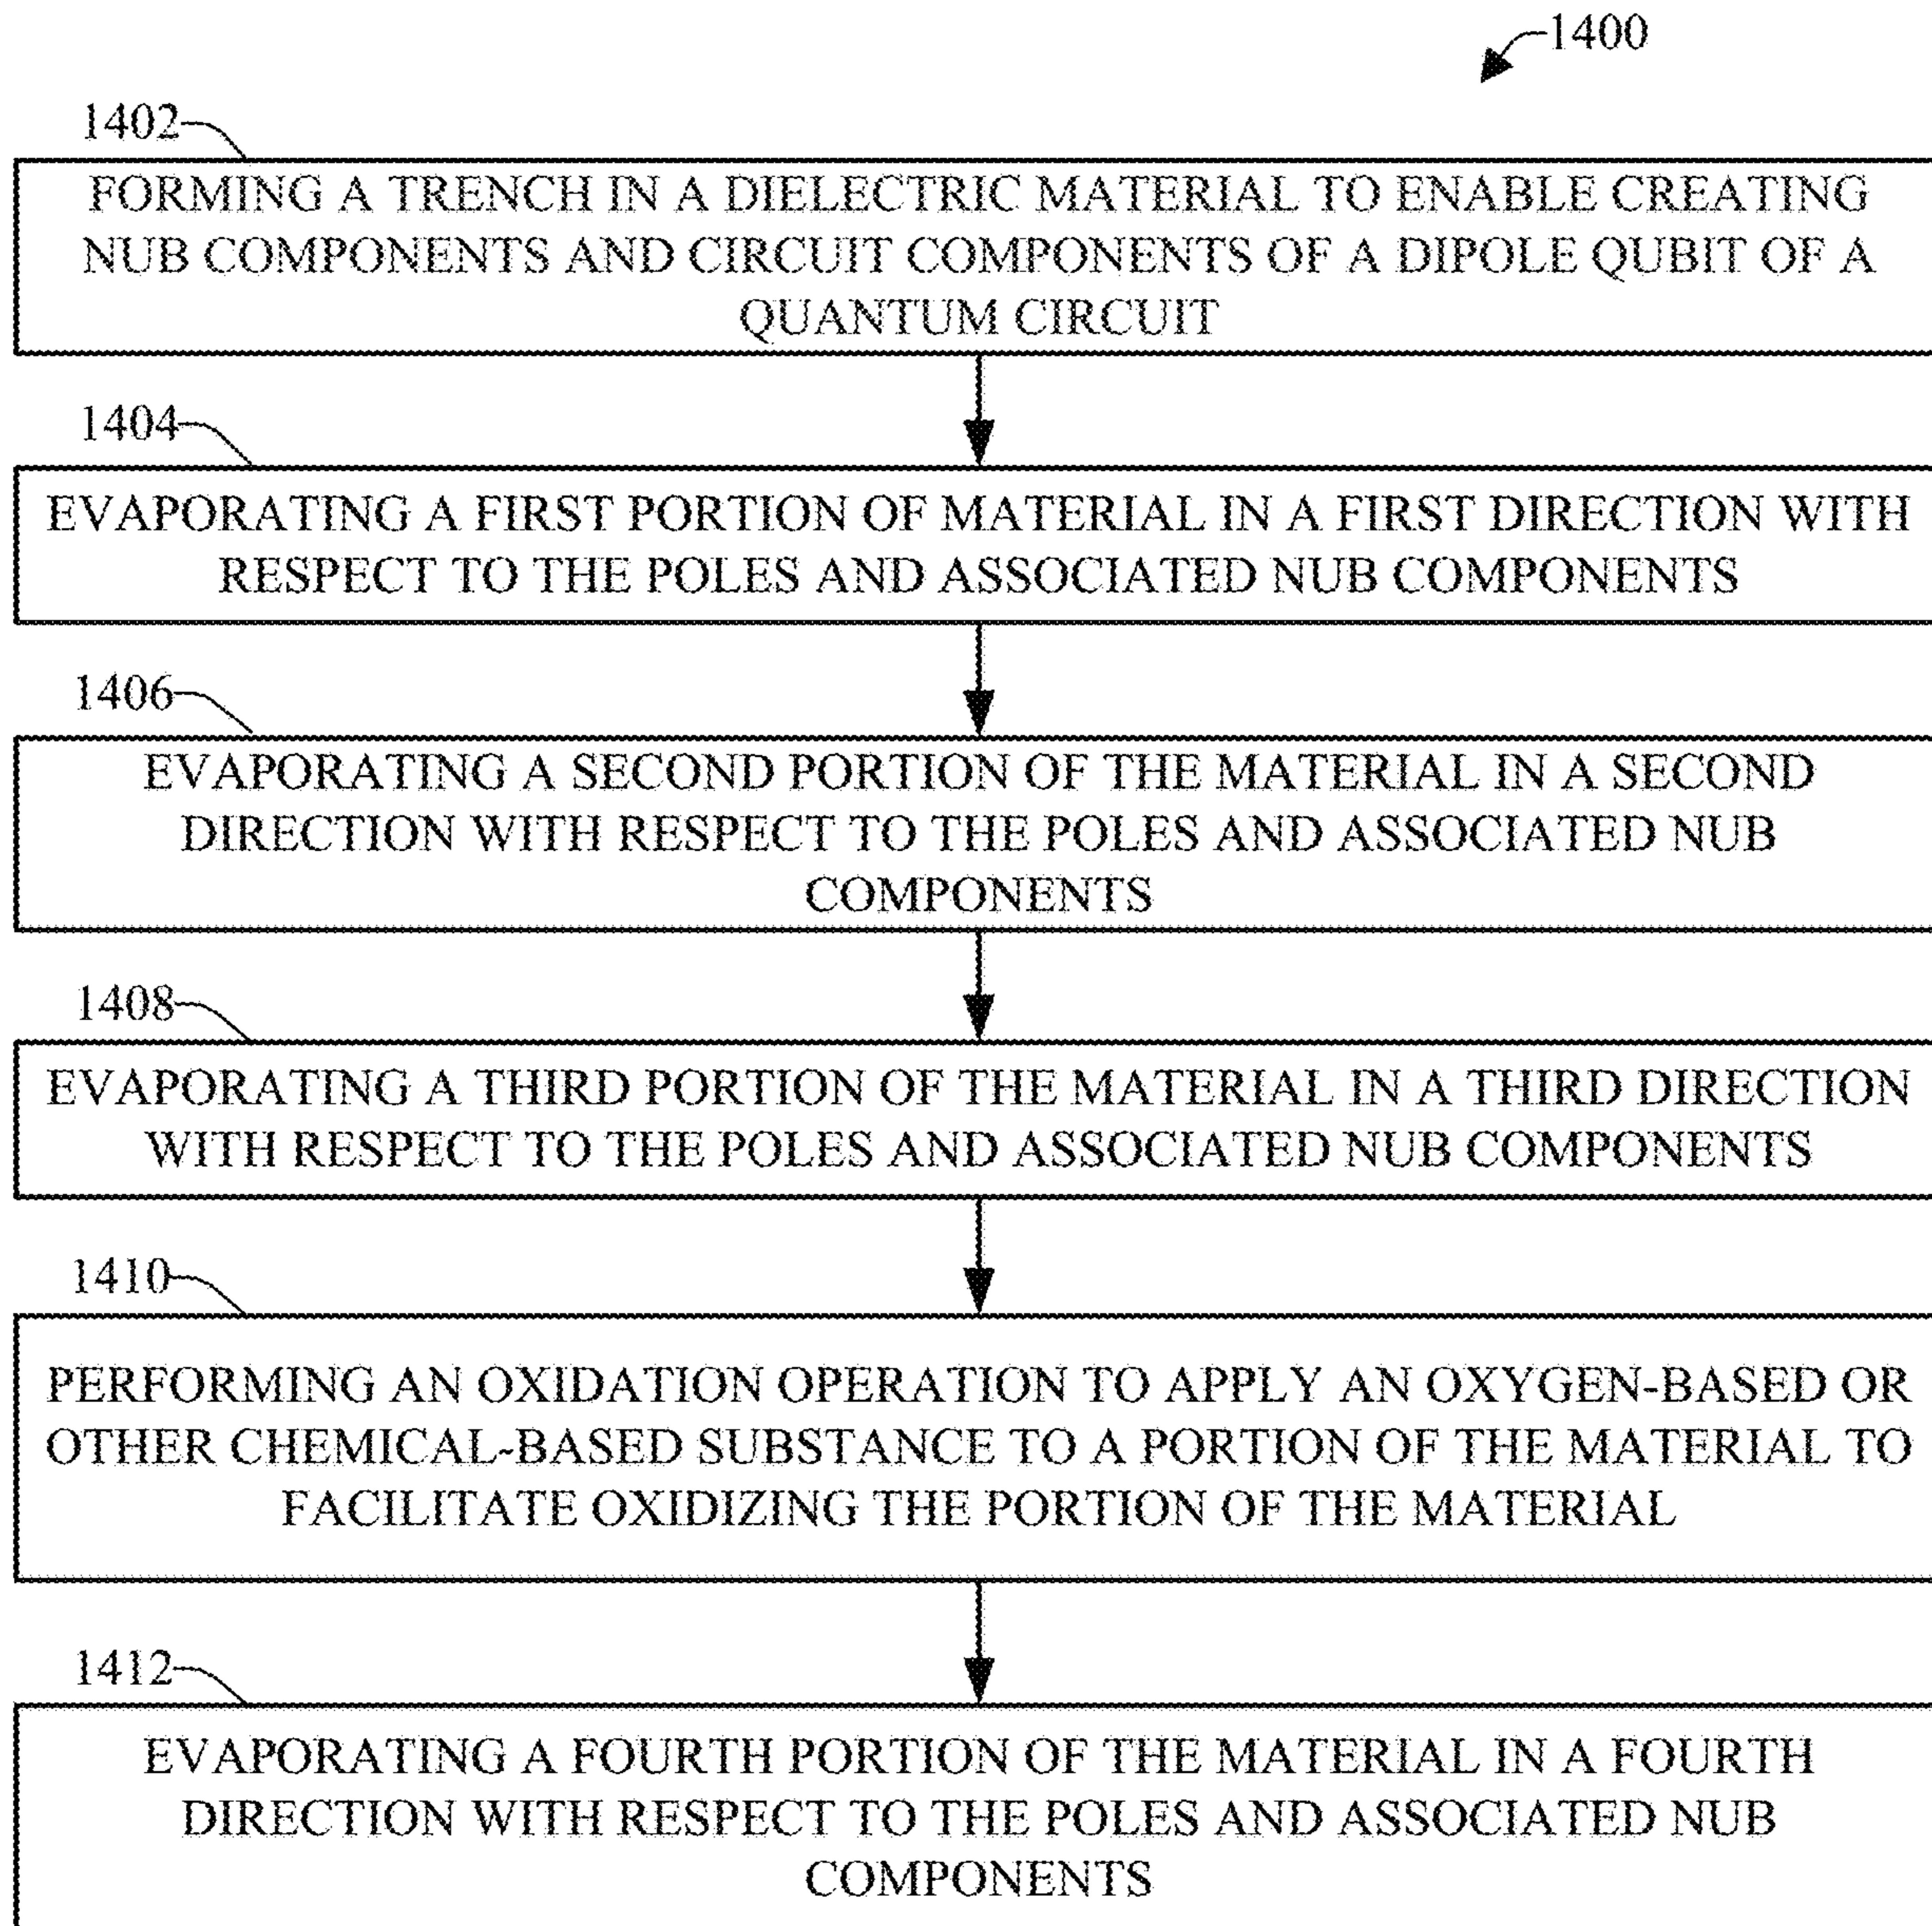 1400
1402
FORMING A TRENCH IN A DIELECTRIC MATERIAL TO ENABLE CREATING
NUB COMPONENTS AND CIRCUIT COMPONENTS OF A DIPOLE QUBIT OF A
QUANTUM CIRCUIT
1404
EVAPORATING A FIRST PORTION OF MATERIAL IN A FIRST DIRECTION WITH
RESPECT TO THE POLES AND ASSOCIATED NUB COMPONENTS
1406
EVAPORATING A SECOND PORTION OF THE MATERIAL IN A SECOND
DIRECTION WITH RESPECT TO THE POLES AND ASSOCIATED NUB
COMPONENTS
1408
EVAPORATING A THIRD PORTION OF THE MATERIAL IN A THIRD DIRECTION
WITH RESPECT TO THE POLES AND ASSOCIATED NUB COMPONENTS
1410
PERFORMING AN OXIDATION OPERATION TO APPLY AN OXYGEN-BASED OR
OTHER CHEMICAL-BASED SUBSTANCE TO A PORTION OF THE MATERIAL TO
FACILITATE OXIDIZING THE PORTION OF THE MATERIAL
1412
EVAPORATING A FOURTH PORTION OF THE MATERIAL IN A FOURTH
DIRECTION WITH RESPECT TO THE POLES AND ASSOCIATED NUB
COMPONENTS